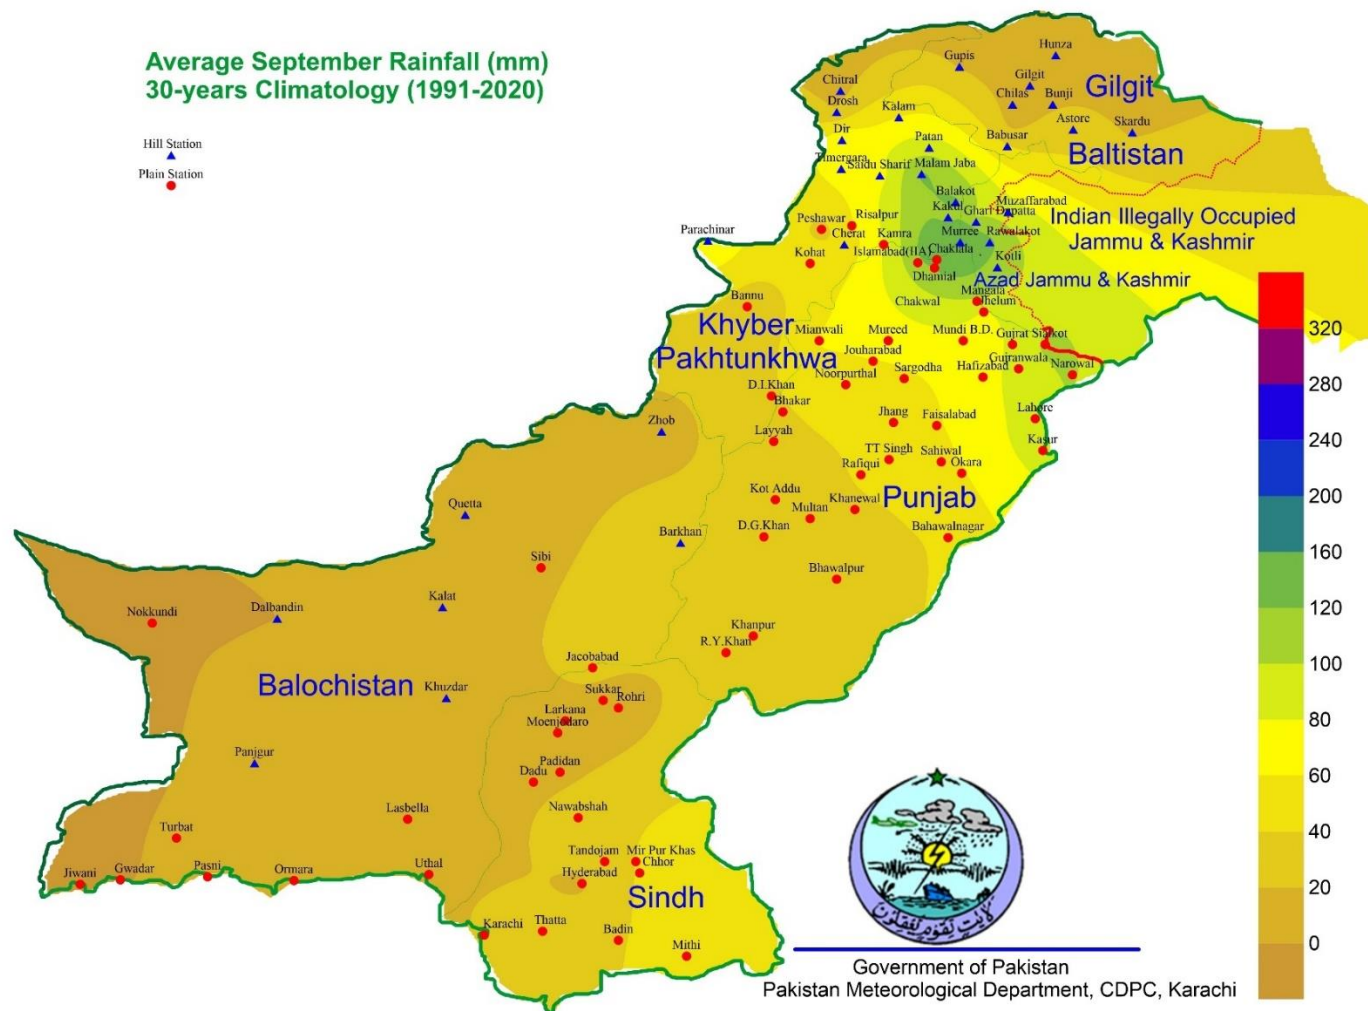 Average September Rainfall (mm)
30-years Climatology (1991-2020)
Hill Station
Plain Station
Hunza
Gupis
Chitral
Gilgit
Gilgit
Drosh
Kalam
Chilas
Bunji
Dir
Patan
Babusar
Astore
Skardu
Baltistan
Timergara
Saidu Sharif
Malam Jaba
Balakot
Muzaffarabad
Kakul
Ghari Dapatta
Indian Illegally Occupied
Jammu & Kashmir
Peshawar
Risalpur
Parachinar
Cherat
Kamra
Murree
Rawalakot
Kohat
Islamabad(IIA)
Chaklala
Kotli
Dhamial
Azad Jammu & Kashmir
Bannu
Chakwal
Mangala
Jhelum
Khyber
Pakhtunkhwa
Mianwali
Mureed
Mundi B.D.
Gujrat
Sialkot
Jouharabad
Gujranwala
Noorpurthal
Sargodha
Hafizabad
Narowal
D.I.Khan
Bhakar
Zhob
Jhang
Faisalabad
Lahore
Layyah
Kasur
TT Singh
Sahiwal
Rafiqui
Okara
Quetta
Kot Addu
Multan
Khanewal
Punjab
Barkhan
D.G.Khan
Bahawalnagar
Sibi
Bhawalpur
Nokkundi
Dalbandin
Kalat
Khanpur
R.Y.Khan
Jacobabad
Balochistan
Khuzdar
Sukkar
Rohri
Larkana
Moenjodaro
Panjgur
Padidan
Dadu
Lasbella
Nawabshah
Turbat
Tandojam
Mir Pur Khas
Chhor
Jiwani
Gwadar
Pasni
Ormara
Uthal
Hyderabad
Sindh
Karachi
Thatta
Badin
Mithi
320
280
240
200
160
120
100
80
60
40
20
0
Government of Pakistan
Pakistan Meteorological Department, CDPC, Karachi